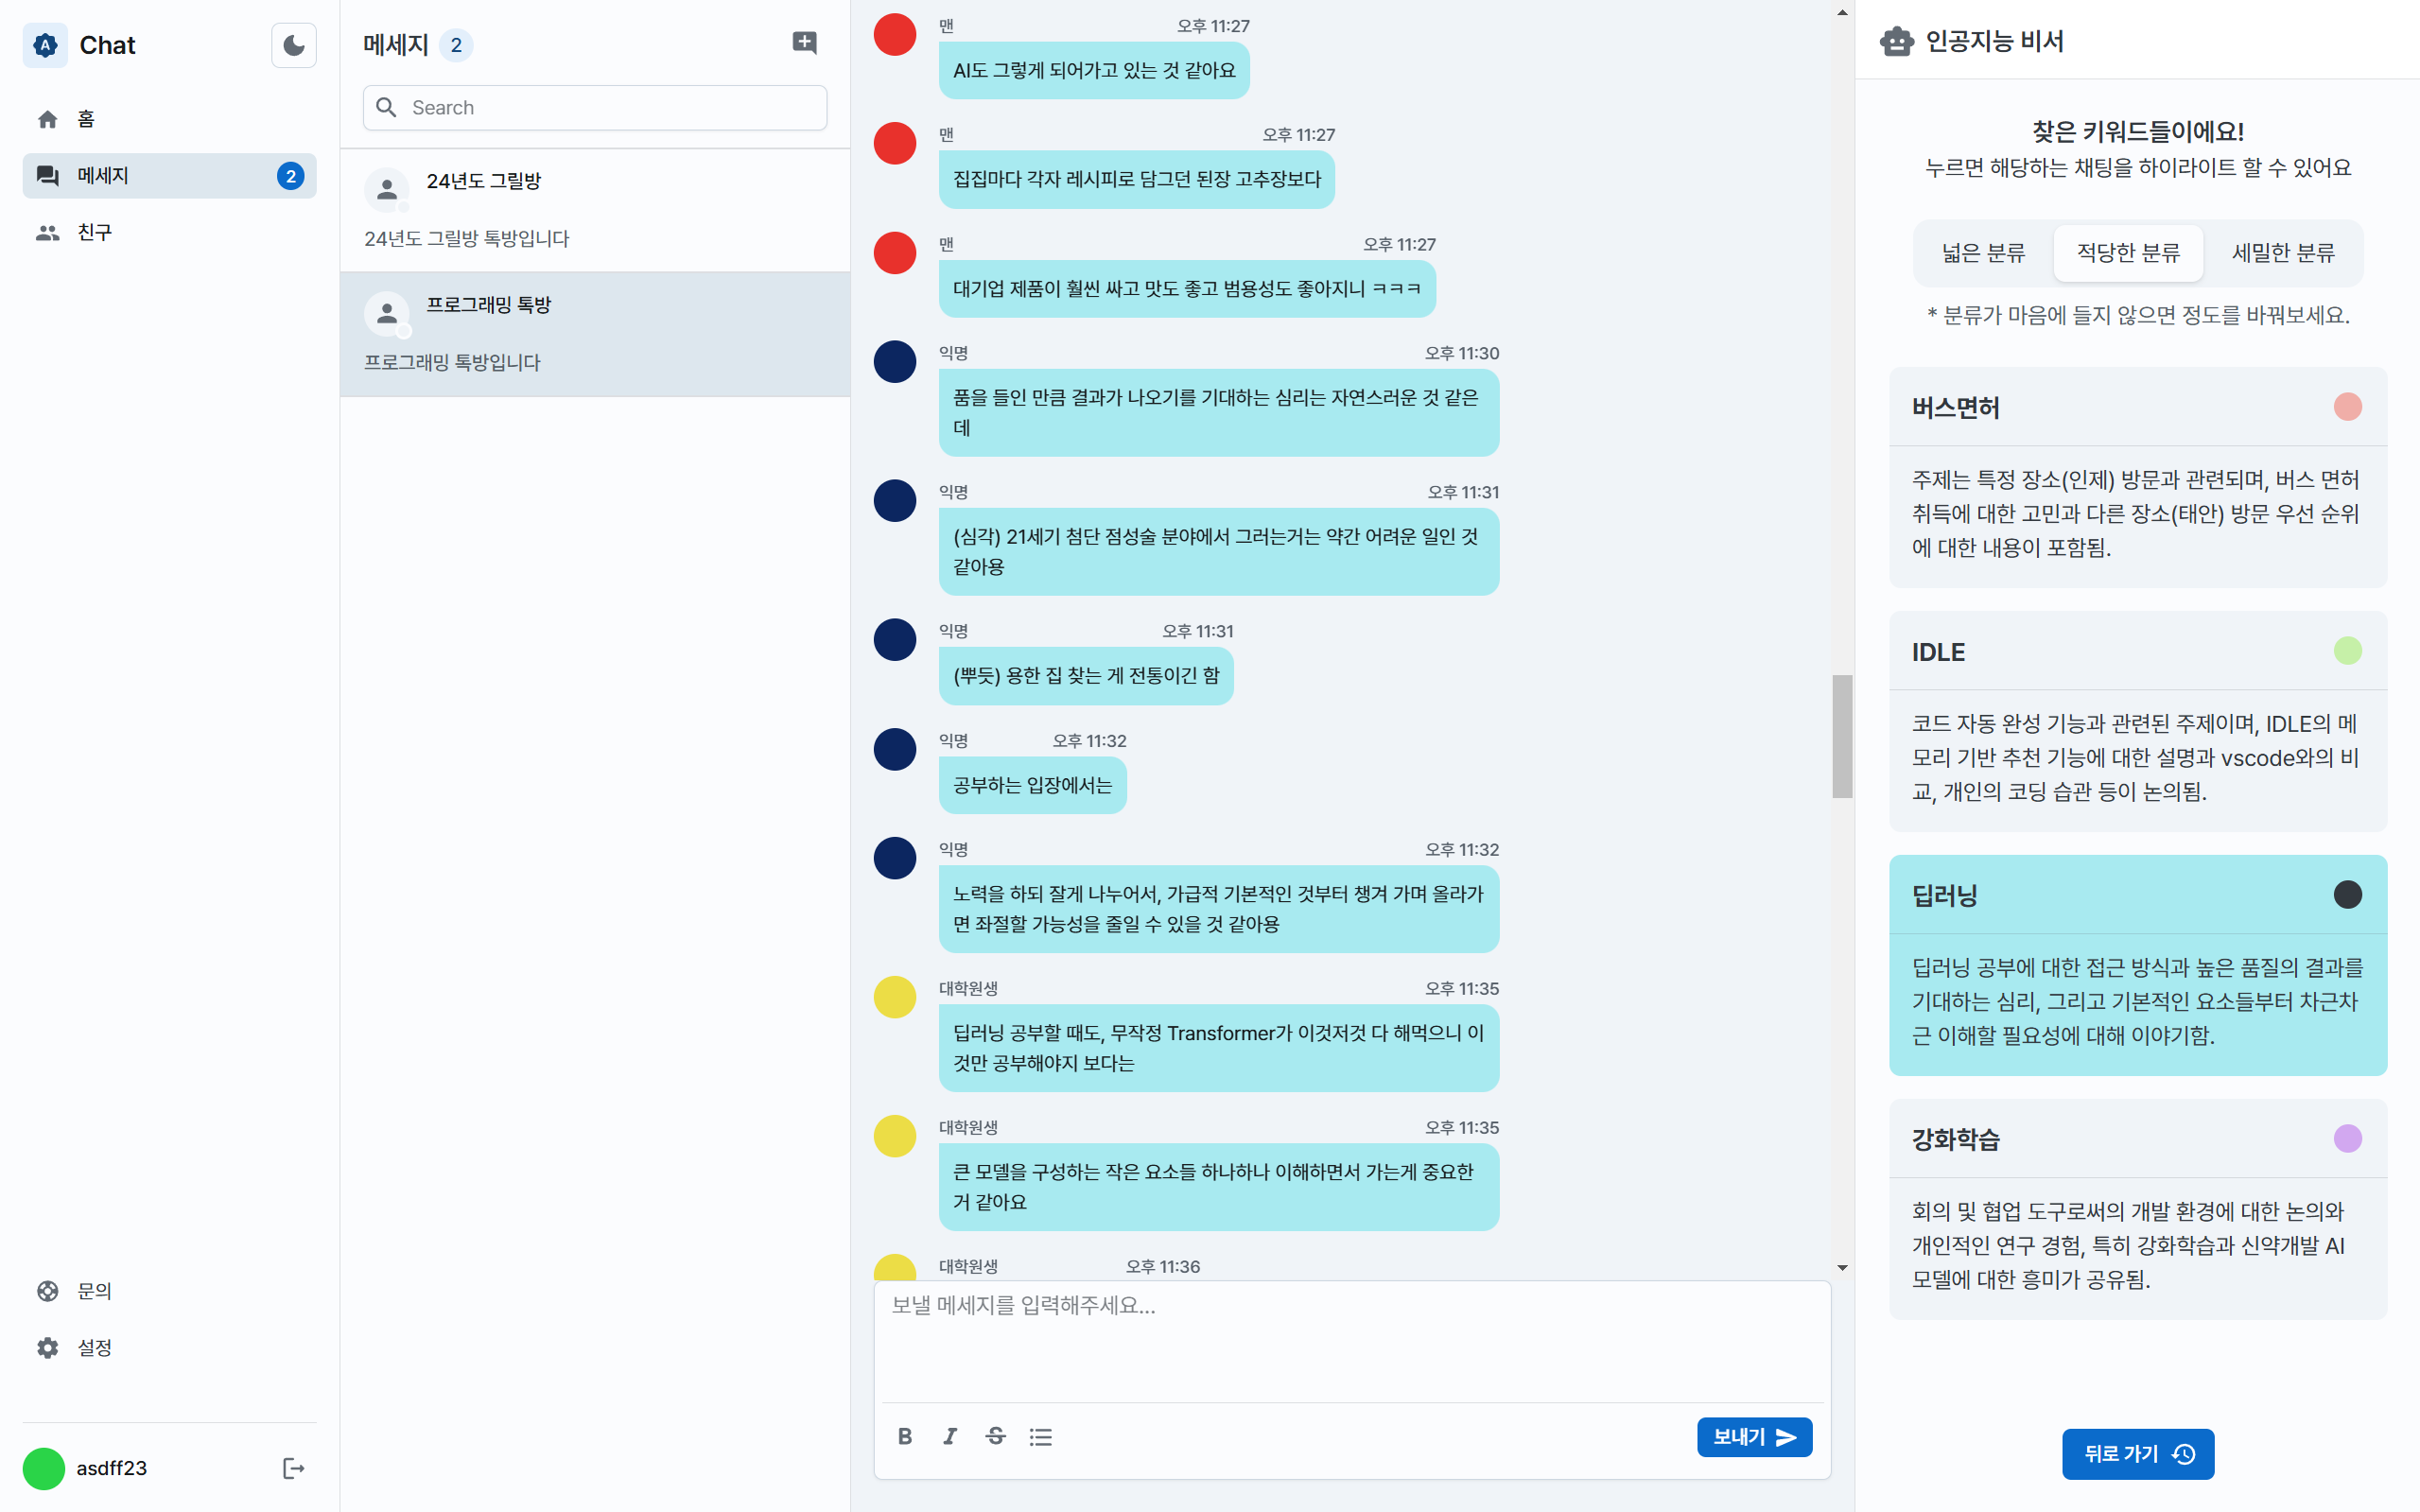 Chat
홈
메세지 2
친구
문의
설정
asdff23
메세지 2
Search
24년도 그릴방
24년도 그릴방 톡방입니다
프로그래밍 톡방
프로그래밍 톡방입니다
맨 오후 11:27
AI도 그렇게 되어가고 있는 것 같아요
맨 오후 11:27
집집마다 각자 레시피로 담그던 된장 고추장보다
맨 오후 11:27
대기업 제품이 훨씬 싸고 맛도 좋고 범용성도 좋아지니 ㅋㅋㅋ
익명 오후 11:30
품을 들인 만큼 결과가 나오기를 기대하는 심리는 자연스러운 것 같은
데
익명 오후 11:31
(심각) 21세기 첨단 점성술 분야에서 그러는거는 약간 어려운 일인 것
같아용
익명 오후 11:31
(뿌듯) 용한 집 찾는 게 전통이긴 함
익명 오후 11:32
공부하는 입장에서는
익명 오후 11:32
노력을 하되 잘게 나누어서, 가급적 기본적인 것부터 챙겨 가며 올라가
면 좌절할 가능성을 줄일 수 있을 것 같아용
대학원생 오후 11:35
딥러닝 공부할 때도, 무작정 Transformer가 이것저것 다 해먹으니 이
것만 공부해야지 보다는
대학원생 오후 11:35
큰 모델을 구성하는 작은 요소들 하나하나 이해하면서 가는게 중요한
거 같아요
대학원생 오후 11:36
보낼 메세지를 입력해주세요...
B I S
보내기
인공지능 비서
찾은 키워드들이에요!
누르면 해당하는 채팅을 하이라이트 할 수 있어요
넓은 분류 적당한 분류 세밀한 분류
* 분류가 마음에 들지 않으면 정도를 바꿔보세요.
버스면허
주제는 특정 장소(인제) 방문과 관련되며, 버스 면허
취득에 대한 고민과 다른 장소(태안) 방문 우선 순위
에 대한 내용이 포함됨.
IDLE
코드 자동 완성 기능과 관련된 주제이며, IDLE의 메
모리 기반 추천 기능에 대한 설명과 vscode와의 비
교, 개인의 코딩 습관 등이 논의됨.
딥러닝
딥러닝 공부에 대한 접근 방식과 높은 품질의 결과를
기대하는 심리, 그리고 기본적인 요소들부터 차근차
근 이해할 필요성에 대해 이야기함.
강화학습
회의 및 협업 도구로써의 개발 환경에 대한 논의와
개인적인 연구 경험, 특히 강화학습과 신약개발 AI
모델에 대한 흥미가 공유됨.
뒤로 가기